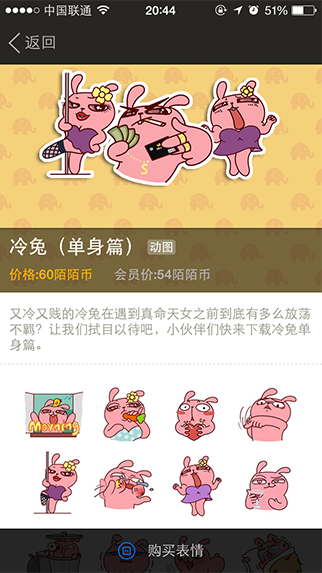 中国联通
20:44
51%
返回
$
冷兔（单身篇） 动图
价格:60陌陌币 会员价:54陌陌币
又冷又贱的冷兔在遇到真命天女之前到底有多么放荡
不羁？让我们拭目以待吧，小伙伴们快来下载冷兔单
身篇。
Morning
购买表情